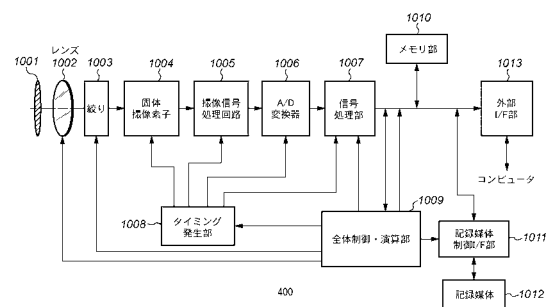 1010
メモリ部
レンズ
1001
1002
1003
1004
1005
1006
1007
1013
絞り
固体
撮像素子
撮像信号
処理回路
A/D
変換器
信号
処理部
外部
I/F部
コンピュータ
1009
1008
タイミング
発生部
全体制御・演算部
記録媒体
制御I/F部
1011
400
記録媒体
1012